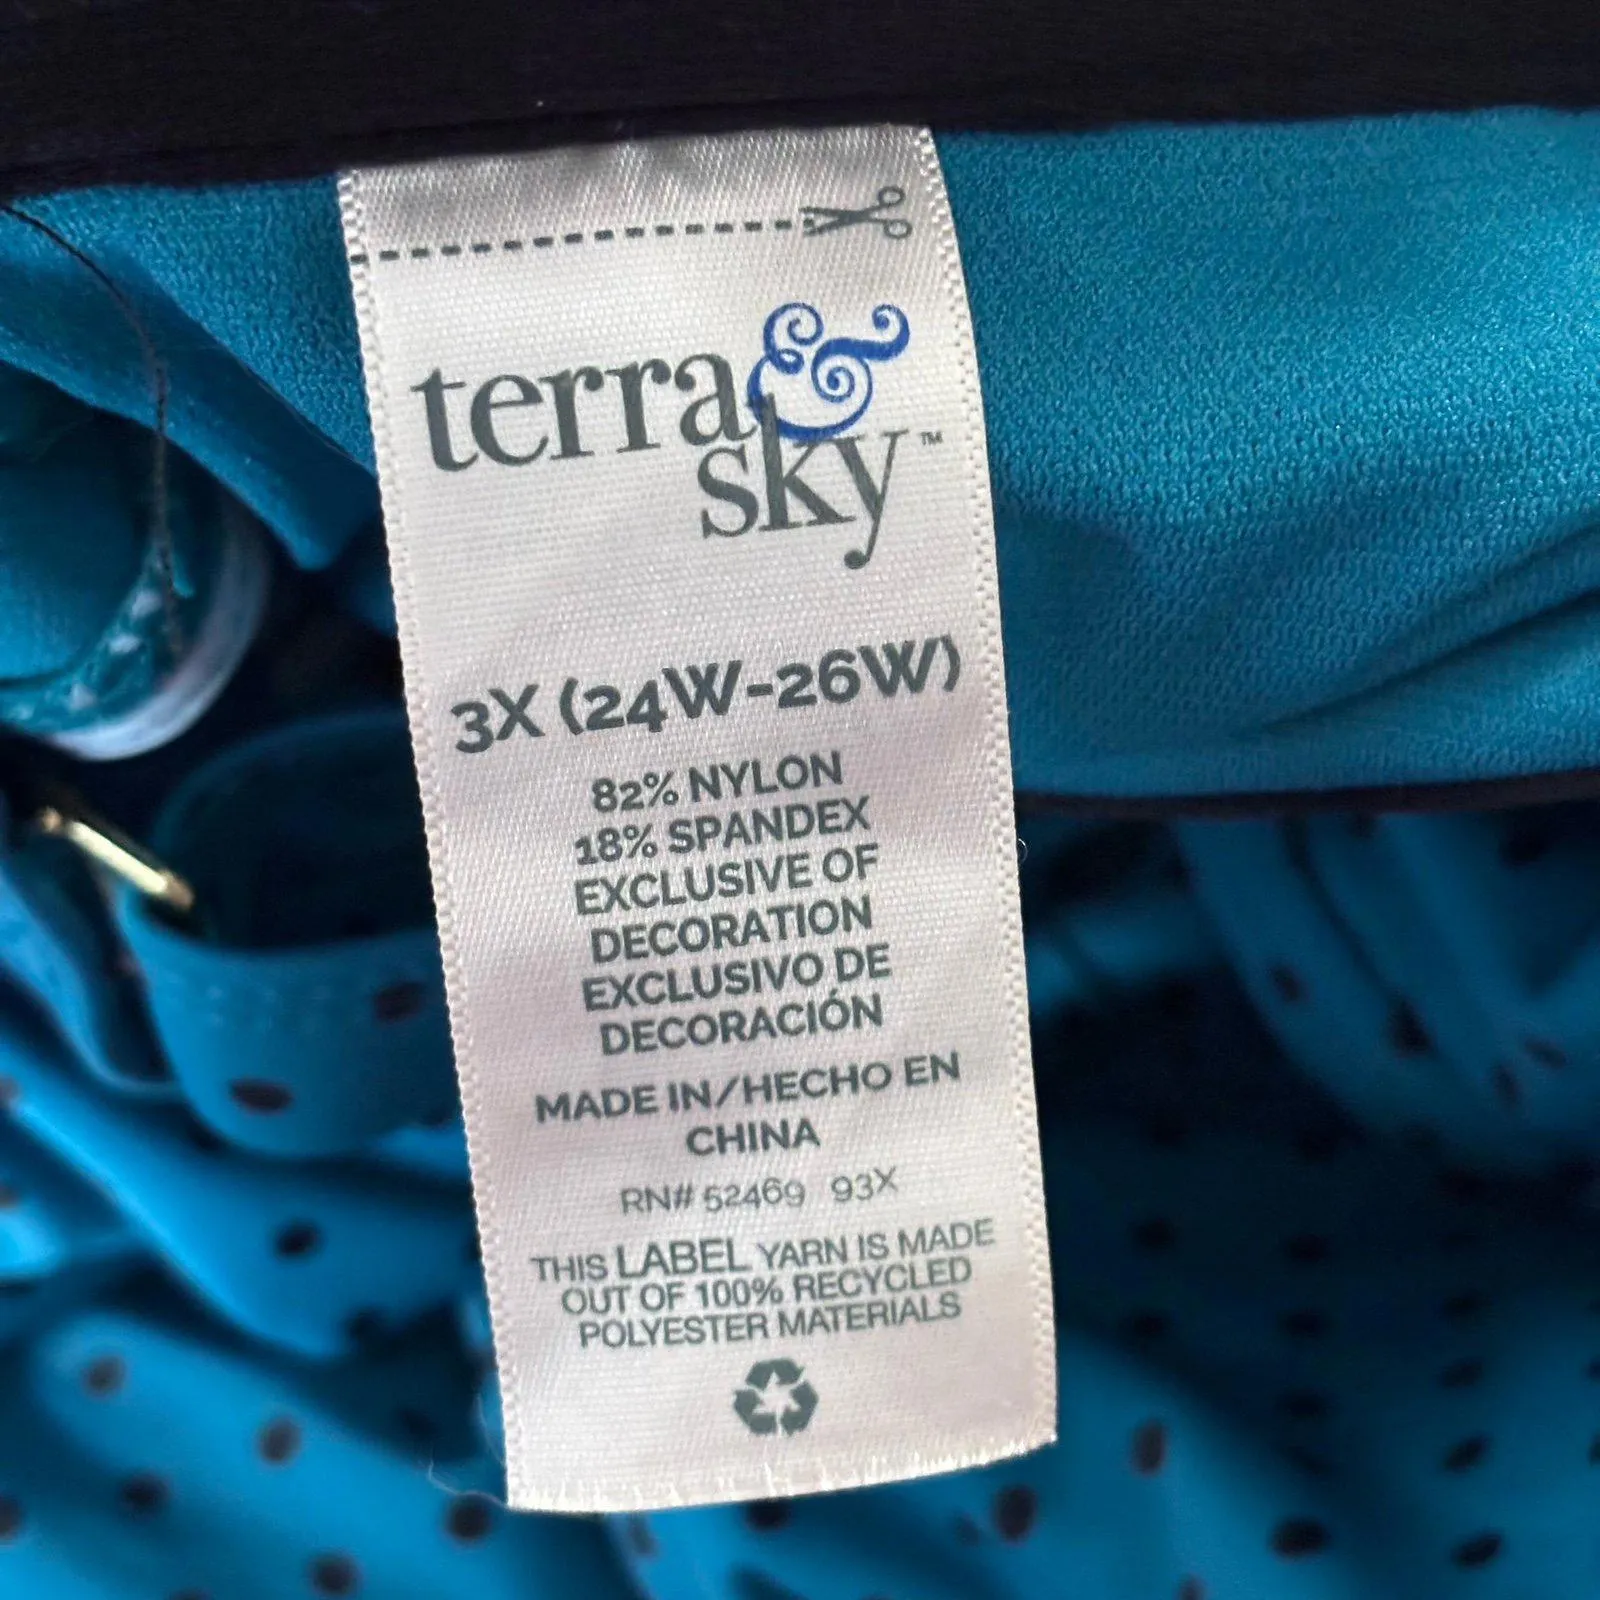 terra &
sky™
3X (24W-26W)
82% NYLON
18% SPANDEX
EXCLUSIVE OF
DECORATION
EXCLUSIVO DE
DECORACIÓN
MADE IN/HECHO EN
CHINA
RN# 52469 93X
THIS LABEL YARN IS MADE
OUT OF 100% RECYCLED
POLYESTER MATERIALS